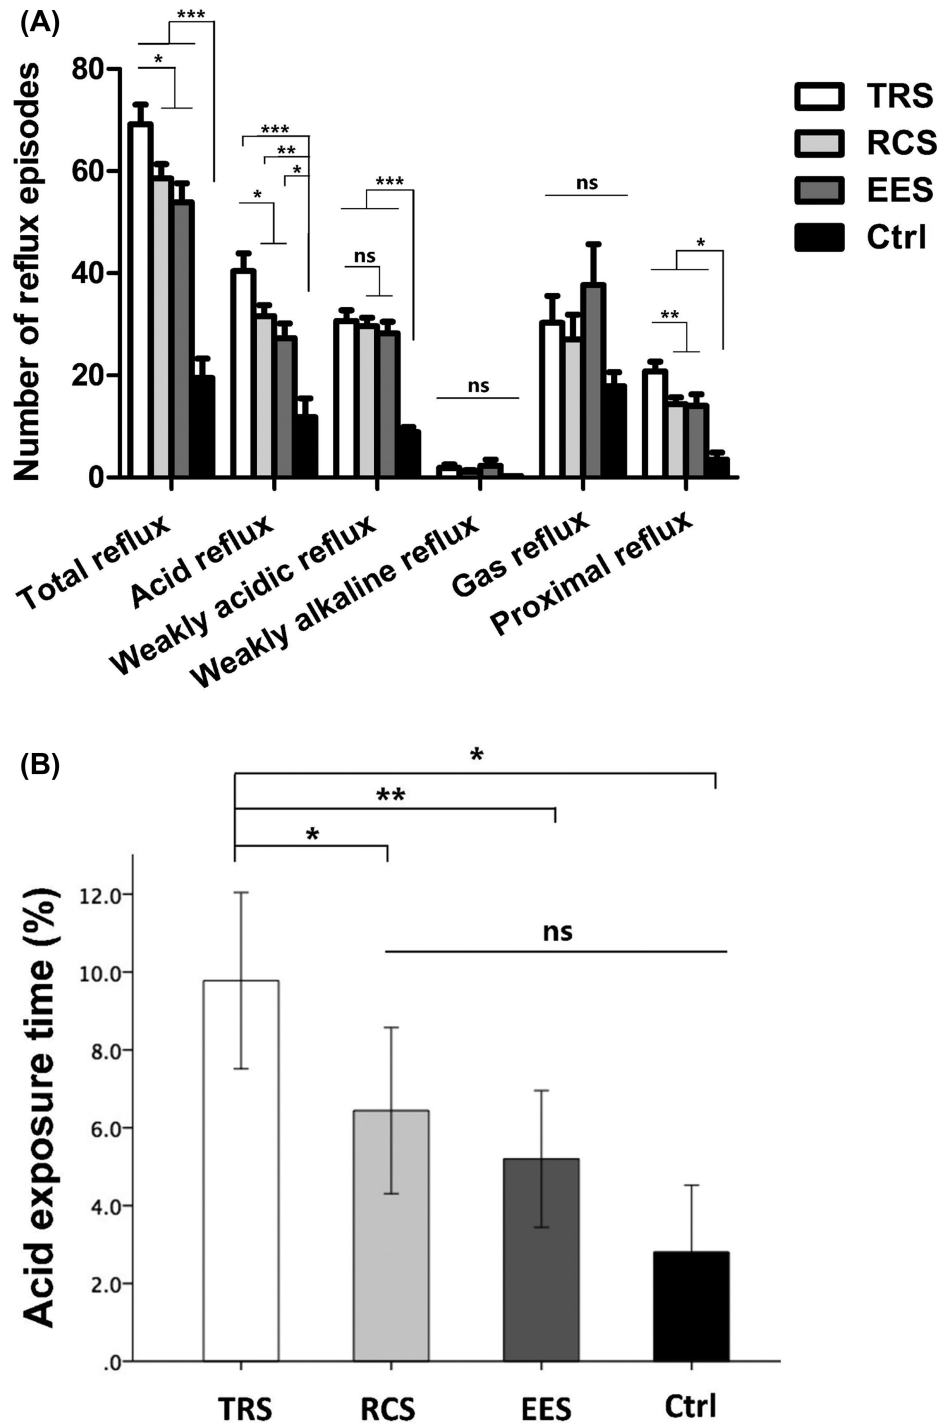 (A)
Number of reflux episodes
80
60
40
20
0
***
*
***
**
*
*
***
ns
ns
ns
*
**
TRS
RCS
EES
Ctrl
Total reflux
Acid reflux
Weakly acidic reflux
Weakly alkaline reflux
Gas reflux
Proximal reflux
(B)
Acid exposure time (%)
12.0
10.0
8.0
6.0
4.0
2.0
.0
*
**
*
ns
TRS
RCS
EES
Ctrl